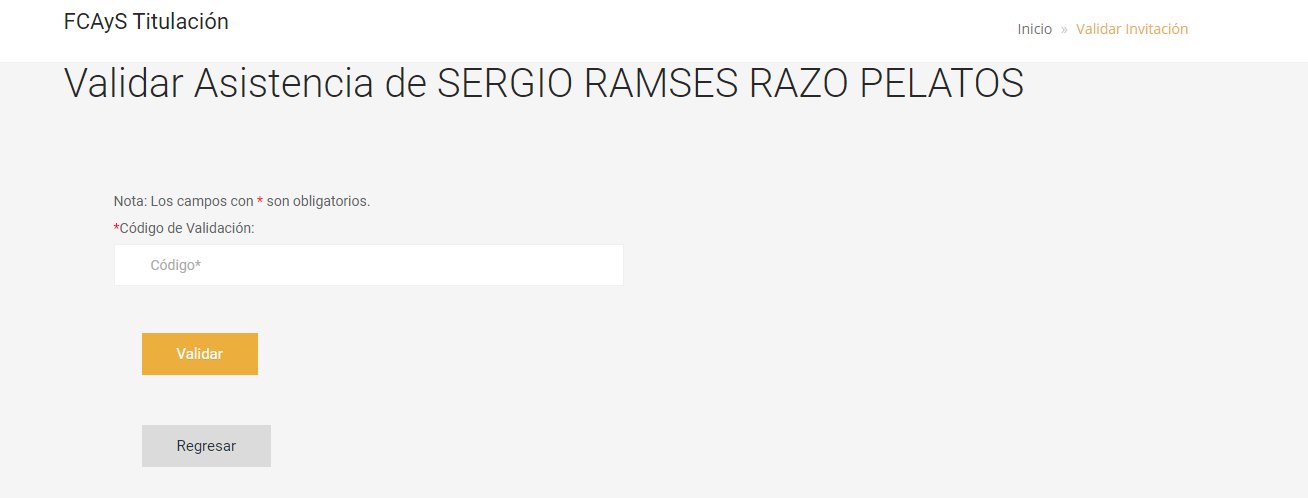 FCAyS Titulación
Inicio » Validar Invitación
Validar Asistencia de SERGIO RAMSES RAZO PELATOS
Nota: Los campos con * son obligatorios.
*Código de Validación:
Código*
Validar
Regresar